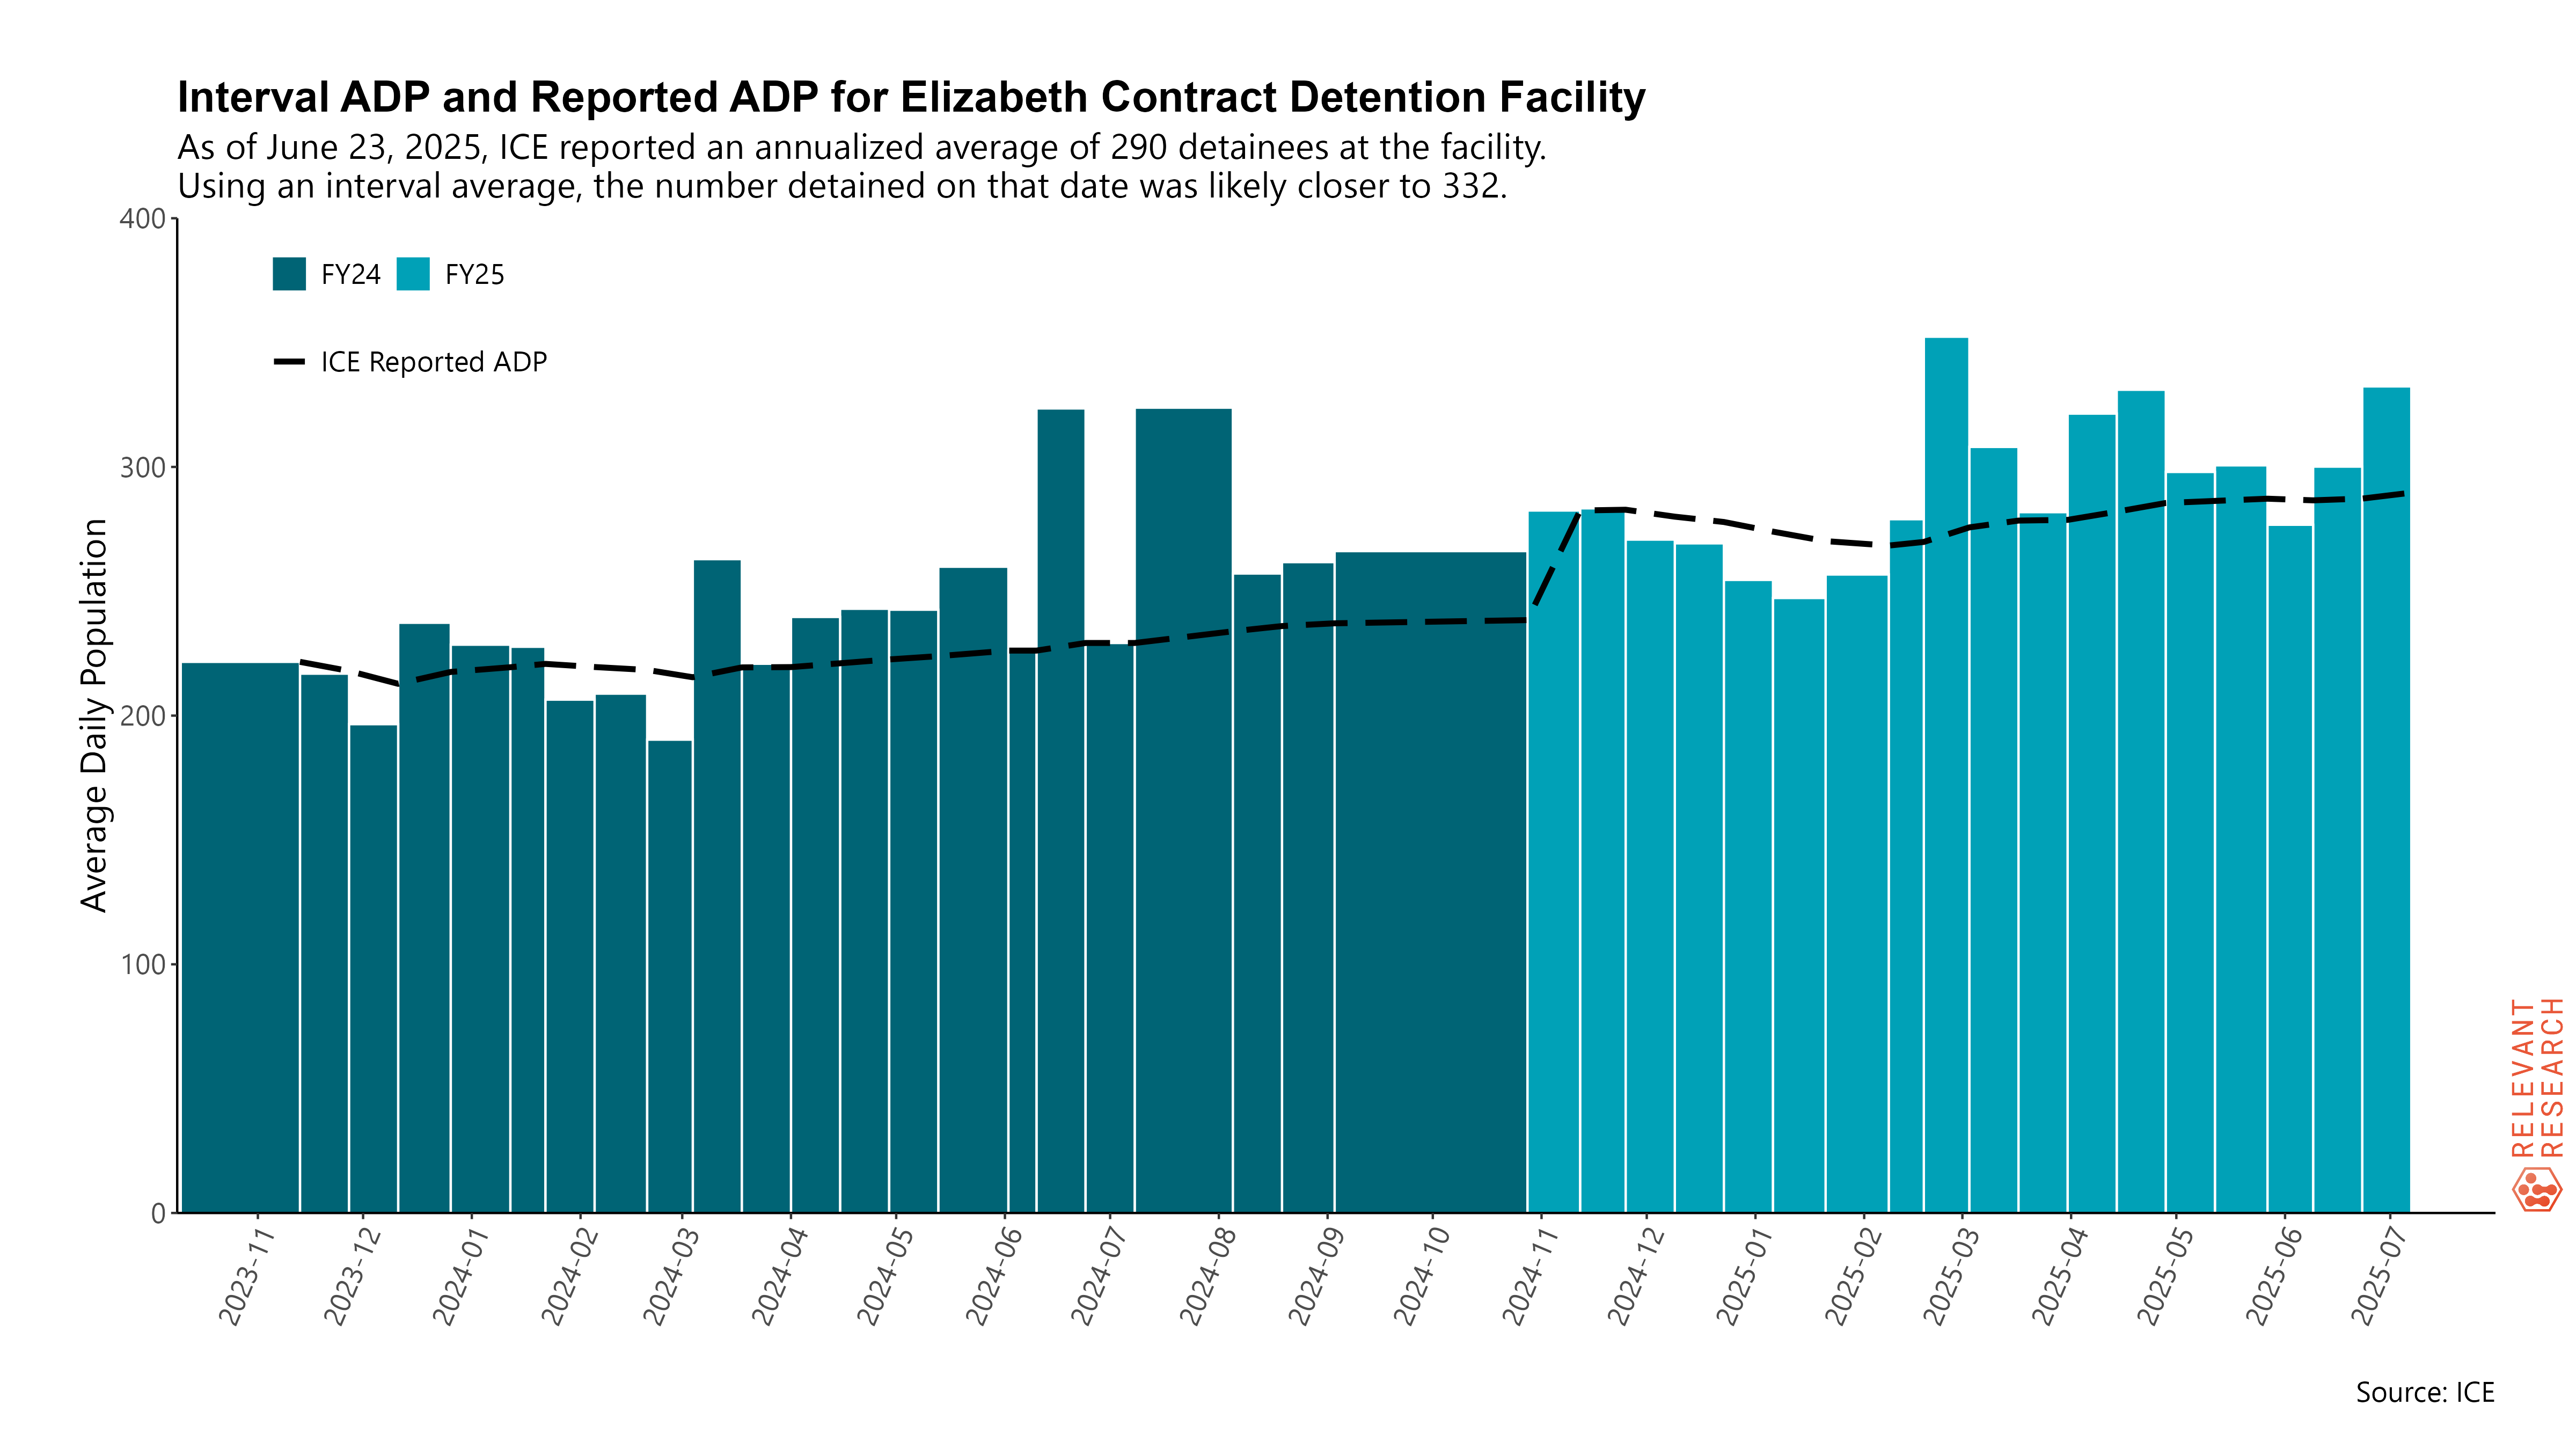 Interval ADP and Reported ADP for Elizabeth Contract Detention Facility
As of June 23, 2025, ICE reported an annualized average of 290 detainees at the facility.
Using an interval average, the number detained on that date was likely closer to 332.
400
FY24
FY25
ICE Reported ADP
300
200
100
0
Average Daily Population
2023-11
2023-12
2024-01
2024-02
2024-03
2024-04
2024-05
2024-06
2024-07
2024-08
2024-09
2024-10
2024-11
2024-12
2025-01
2025-02
2025-03
2025-04
2025-05
2025-06
2025-07
RELEVANT
RESEARCH
Source: ICE